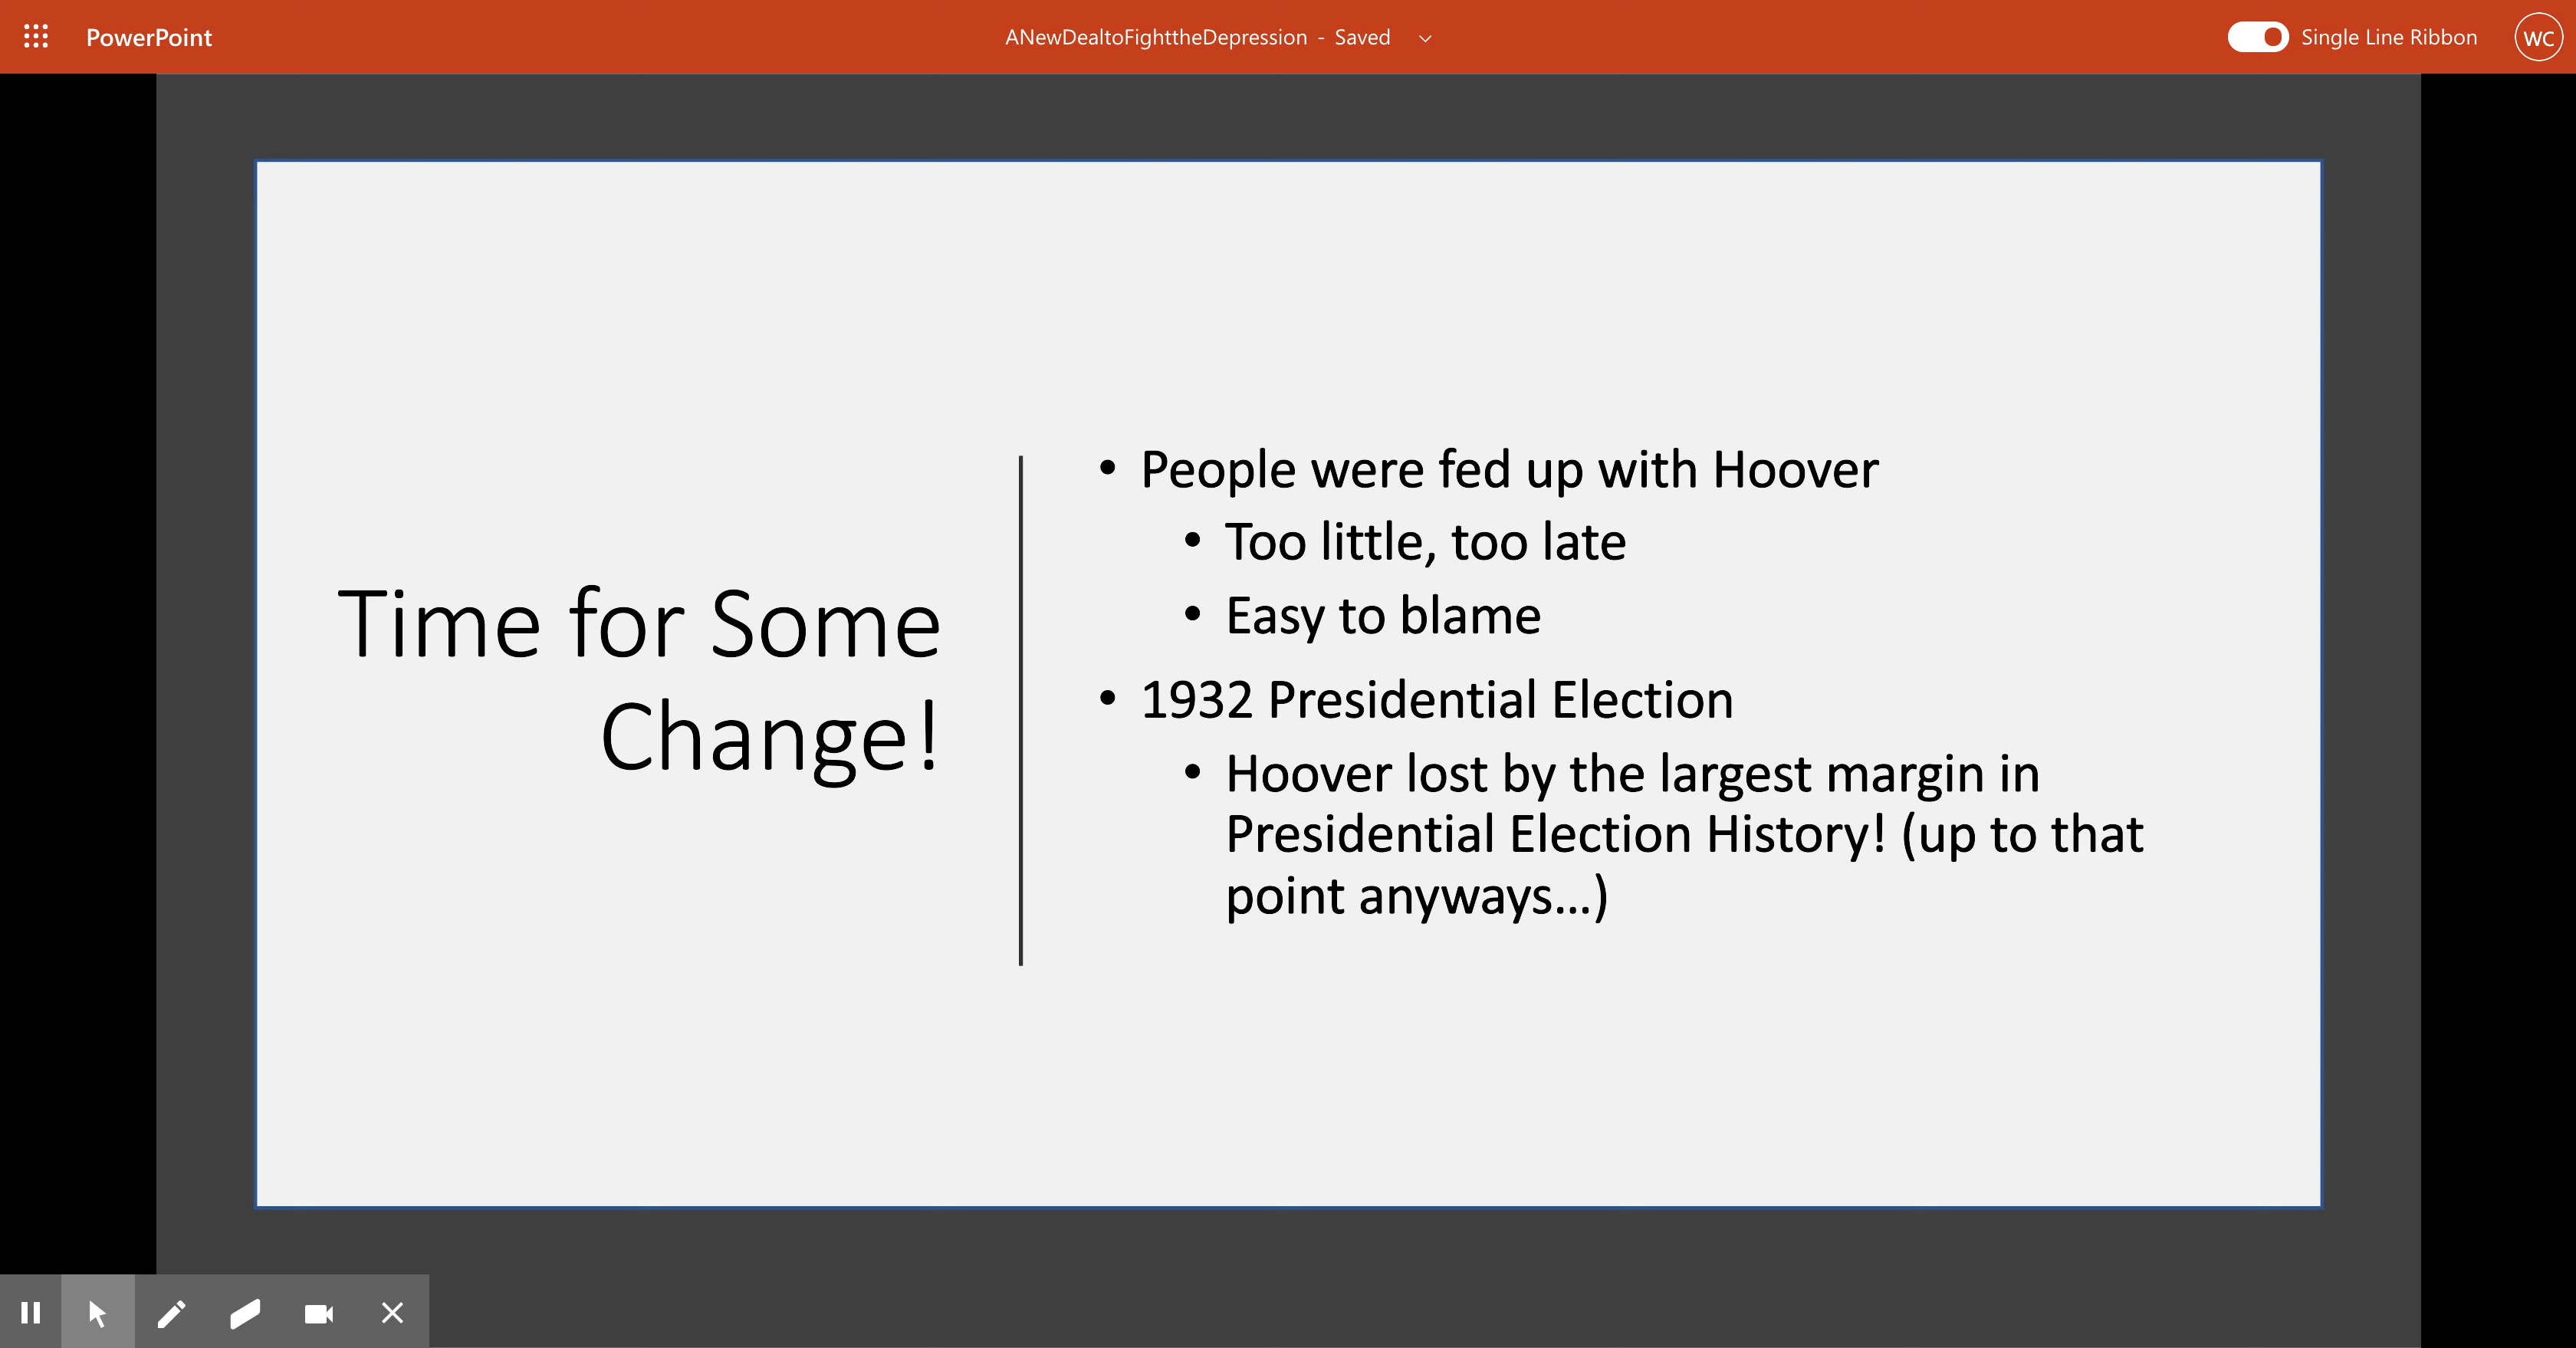 PowerPoint
ANewDealtoFighttheDepression - Saved
Single Line Ribbon
WC
Time for Some
Change!
• People were fed up with Hoover
• Too little, too late
• Easy to blame
• 1932 Presidential Election
• Hoover lost by the largest margin in
Presidential Election History! (up to that
point anyways...)